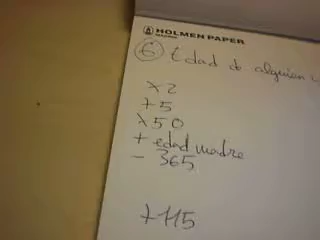 HOLMEN PAPER
6 Edad de alguien
x2
+5
x50
+ edad madre
- 365
+115